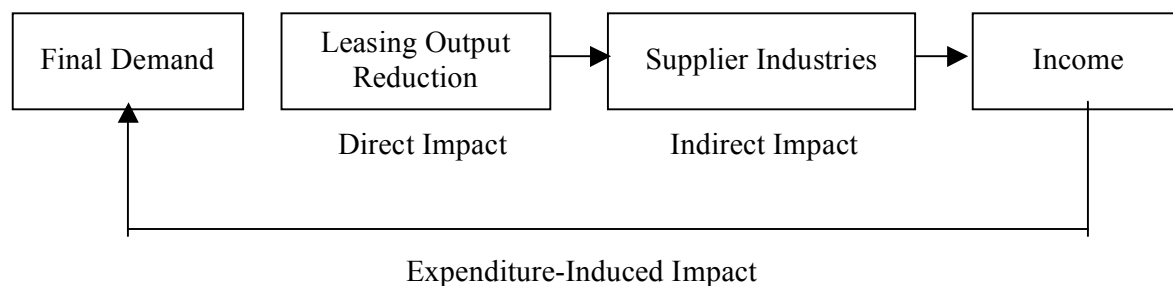 Final Demand
Leasing Output
Reduction
Supplier Industries
Income
Direct Impact
Indirect Impact
Expenditure-Induced Impact